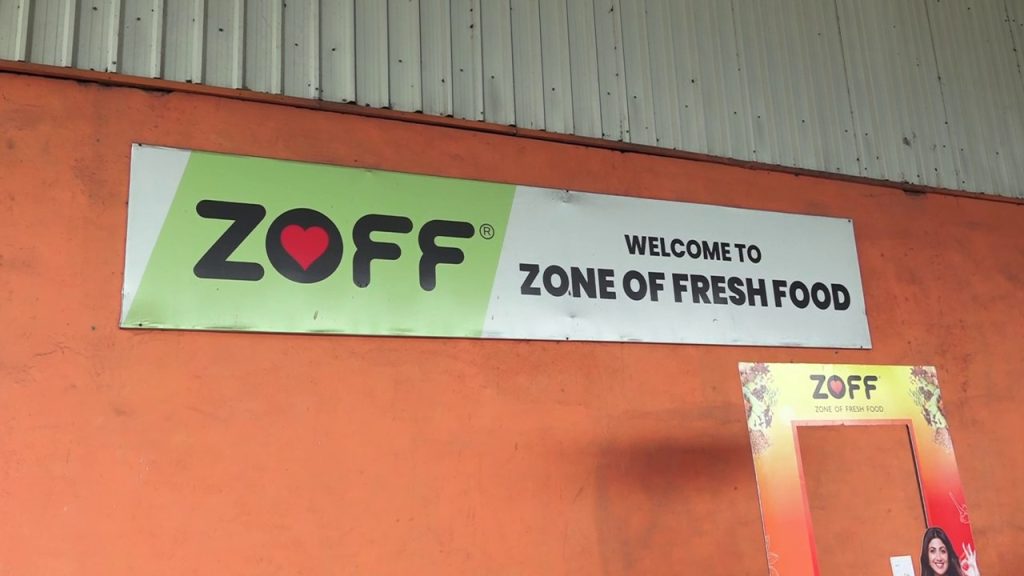 ZOFF®
WELCOME TO
ZONE OF FRESH FOOD
ZOFF
ZONE OF FRESH FOOD